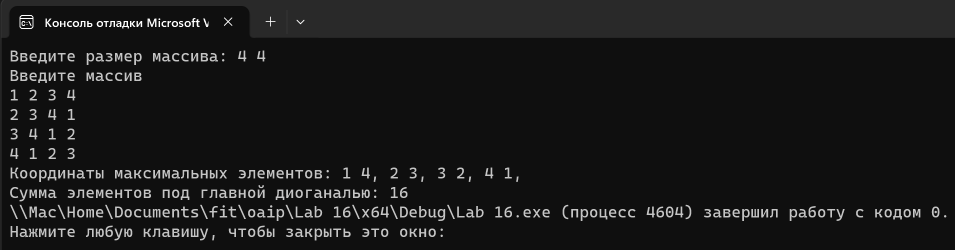 Консоль отладки Microsoft V
Введите размер массива: 4 4
Введите массив
1 2 3 4
2 3 4 1
3 4 1 2
4 1 2 3
Координаты максимальных элементов: 1 4, 2 3, 3 2, 4 1,
Сумма элементов под главной диоганалью: 16
\\Mac\Home\Documents\fit\oaip\Lab 16\x64\Debug\Lab 16.exe (процесс 4604) завершил работу с кодом 0.
Нажмите любую клавишу, чтобы закрыть это окно: